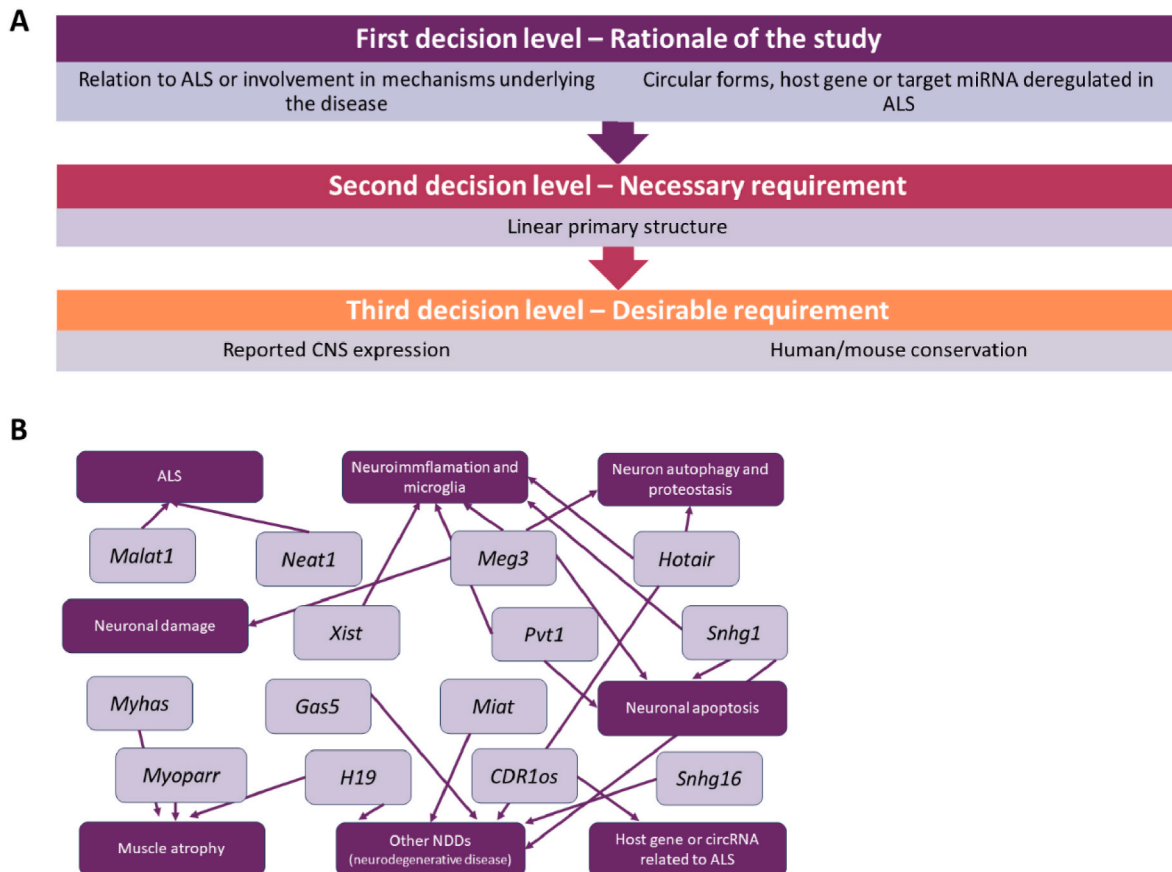 A
First decision level – Rationale of the study
Relation to ALS or involvement in mechanisms underlying
the disease
Circular forms, host gene or target miRNA deregulated in
ALS
Second decision level – Necessary requirement
Linear primary structure
Third decision level – Desirable requirement
Reported CNS expression
Human/mouse conservation
B
ALS
Neuroimmflamation and
microglia
Neuron autophagy and
proteostasis
Malat1
Neat1
Meg3
Hotair
Neuronal damage
Xist
Pvt1
Snhg1
Myhas
Gas5
Miat
Neuronal apoptosis
Myoparr
H19
CDR1os
Snhg16
Muscle atrophy
Other NDDs
(neurodegenerative disease)
Host gene or circRNA
related to ALS